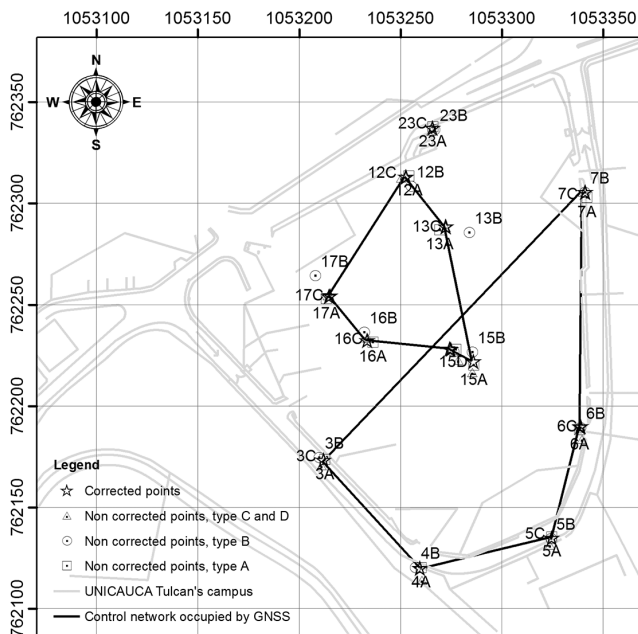 1053100 1053150 1053200 1053250 1053300 1053350
762350
762300
762250
762200
762150
762100
N
W E
S
23C 23B
23A
12C 12B
12A
7B
7C
7A
13B
13C
13A
17B
17C
17A
16B
16C
16A
15B
15D
15A
6B
6C
6A
3B
3C
3A
5B
5C
5A
4B
4A
Legend
Corrected points
Non corrected points, type C and D
Non corrected points, type B
Non corrected points, type A
UNICAUCA Tulcan's campus
Control network occupied by GNSS